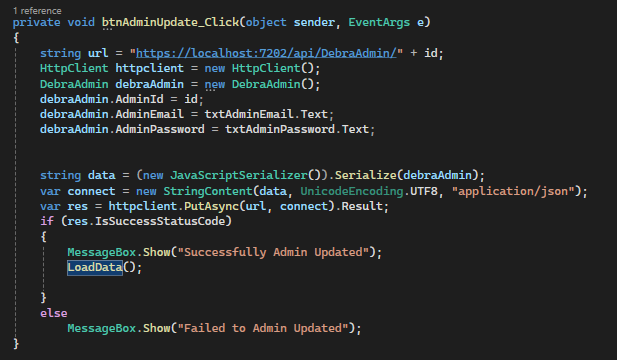 1 reference
private void btnAdminUpdate_Click(object sender, EventArgs e)
{
string url = "https://localhost:7202/api/DebraAdmin/" + id;
HttpClient httpclient = new HttpClient();
DebraAdmin debraAdmin = new DebraAdmin();
debraAdmin.AdminId = id;
debraAdmin.AdminEmail = txtAdminEmail.Text;
debraAdmin.AdminPassword = txtAdminPassword.Text;
string data = (new JavaScriptSerializer()).Serialize(debraAdmin);
var connect = new StringContent(data, UnicodeEncoding.UTF8, "application/json");
var res = httpclient.PutAsync(url, connect).Result;
if (res.IsSuccessStatusCode)
{
MessageBox.Show("Successfully Admin Updated");
LoadData();
}
else
MessageBox.Show("Failed to Admin Updated");
}